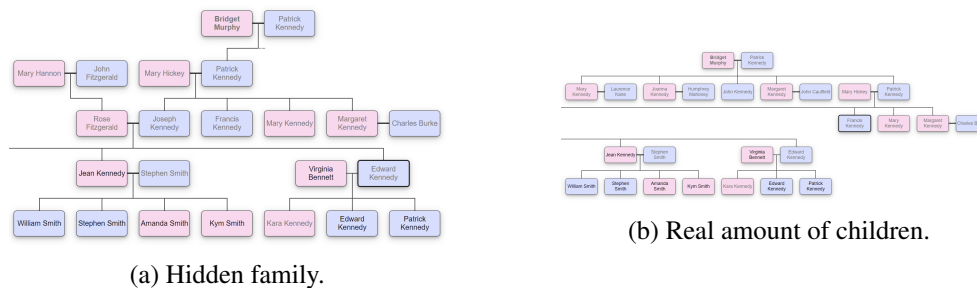 Bridget Murphy
Patrick Kennedy
Mary Hannon
John Fitzgerald
Mary Hickey
Patrick Kennedy
Rose Fitzgerald
Joseph Kennedy
Francis Kennedy
Mary Kennedy
Margaret Kennedy
Charles Burke
Jean Kennedy
Stephen Smith
Virginia Bennett
Edward Kennedy
William Smith
Stephen Smith
Amanda Smith
Kym Smith
Kara Kennedy
Edward Kennedy
Patrick Kennedy
(a) Hidden family.
Bridget Murphy
Patrick Kennedy
Mary Kennedy
Laurence Kane
Joanna Kennedy
Humphrey Mahoney
John Kennedy
Margaret Kennedy
John Caulfield
Mary Hickey
Patrick Kennedy
Francis Kennedy
Mary Kennedy
Margaret Kennedy
Charles Bu
Jean Kennedy
Stephen Smith
Virginia Bennett
Edward Kennedy
William Smith
Stephen Smith
Amanda Smith
Kym Smith
Kara Kennedy
Edward Kennedy
Patrick Kennedy
(b) Real amount of children.